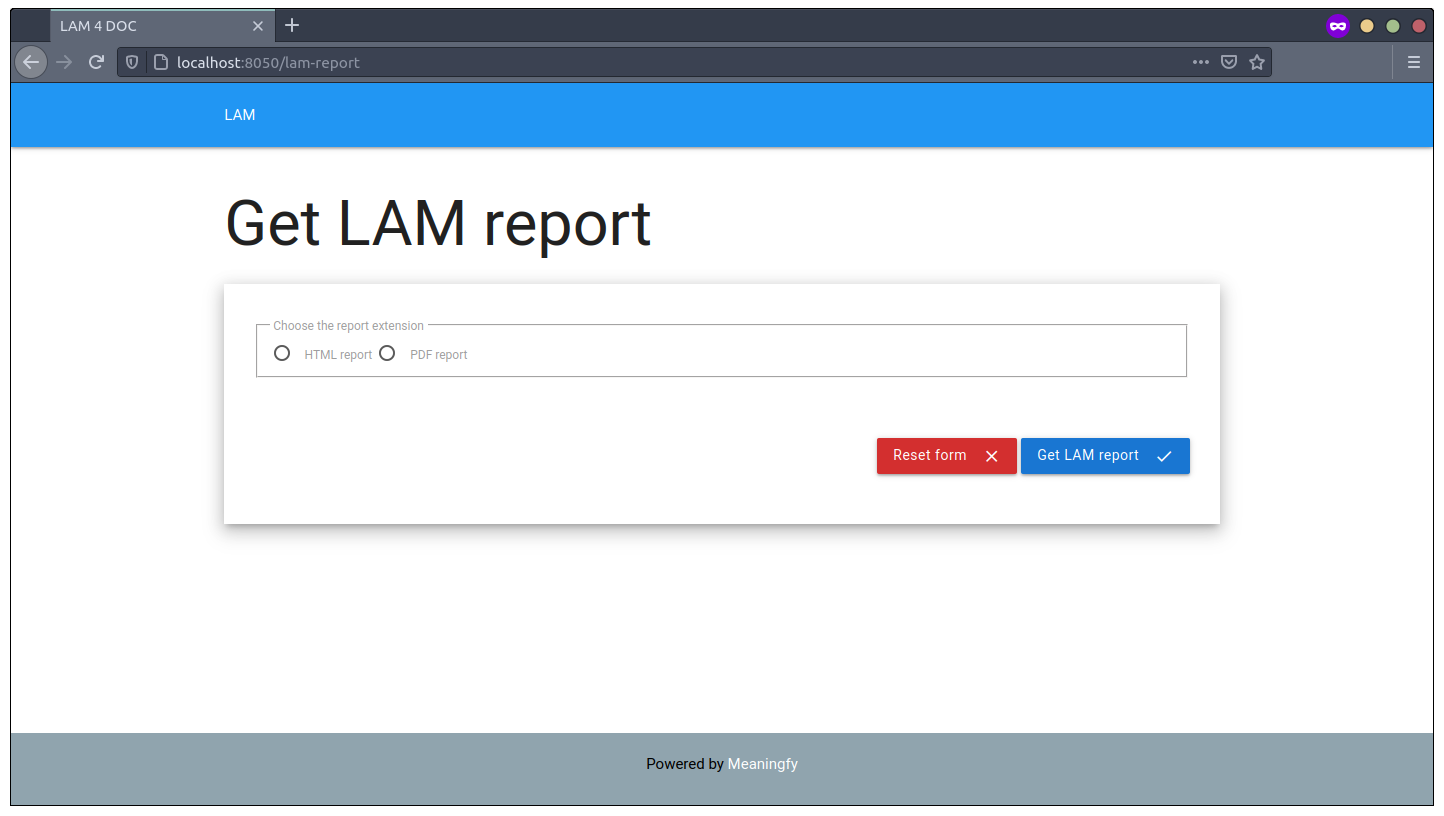 LAM 4 DOC
localhost:8050/lam-report
LAM
Get LAM report
Choose the report extension
HTML report PDF report
Reset form Get LAM report
Powered by Meaningfy